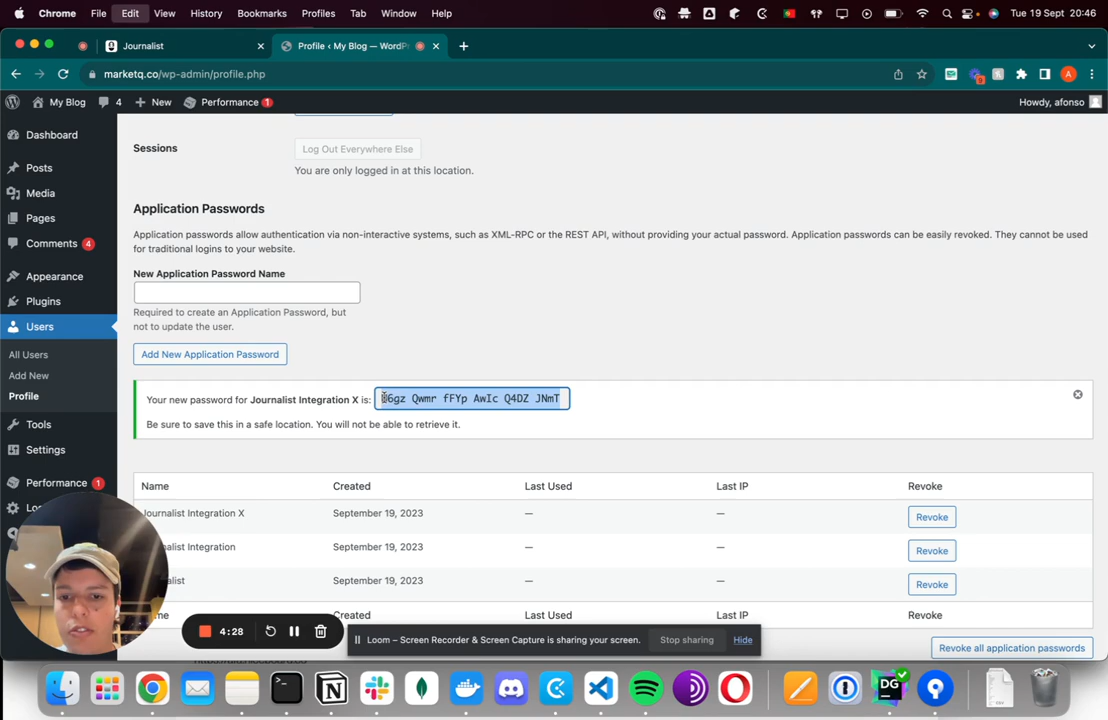 Chrome File Edit View History Bookmarks Profiles Tab Window Help Tue 19 Sept 20:46
Journalist
Profile ‹ My Blog — WordPr
marketq.co/wp-admin/profile.php
My Blog 4 New Performance 1 Howdy, afonso
Dashboard
Posts
Media
Pages
Comments 4
Appearance
Plugins
Users
All Users
Add New
Profile
Tools
Settings
Performance 1
Sessions
Log Out Everywhere Else
You are only logged in at this location.
Application Passwords
Application passwords allow authentication via non-interactive systems, such as XML-RPC or the REST API, without providing your actual password. Application passwords can be easily revoked. They cannot be used
for traditional logins to your website.
New Application Password Name
Required to create an Application Password, but
not to update the user.
Add New Application Password
Your new password for Journalist Integration X is: Qwmr fFYp AwIc Q4DZ JNmT
Be sure to save this in a safe location. You will not be able to retrieve it.
Name Created Last Used Last IP Revoke
Journalist Integration X September 19, 2023 — — Revoke
nalist Integration September 19, 2023 — — Revoke
alist September 19, 2023 — — Revoke
me Created Last Used Last IP Revoke
4:28
Loom – Screen Recorder & Screen Capture is sharing your screen. Stop sharing Hide
Revoke all application passwords
DG